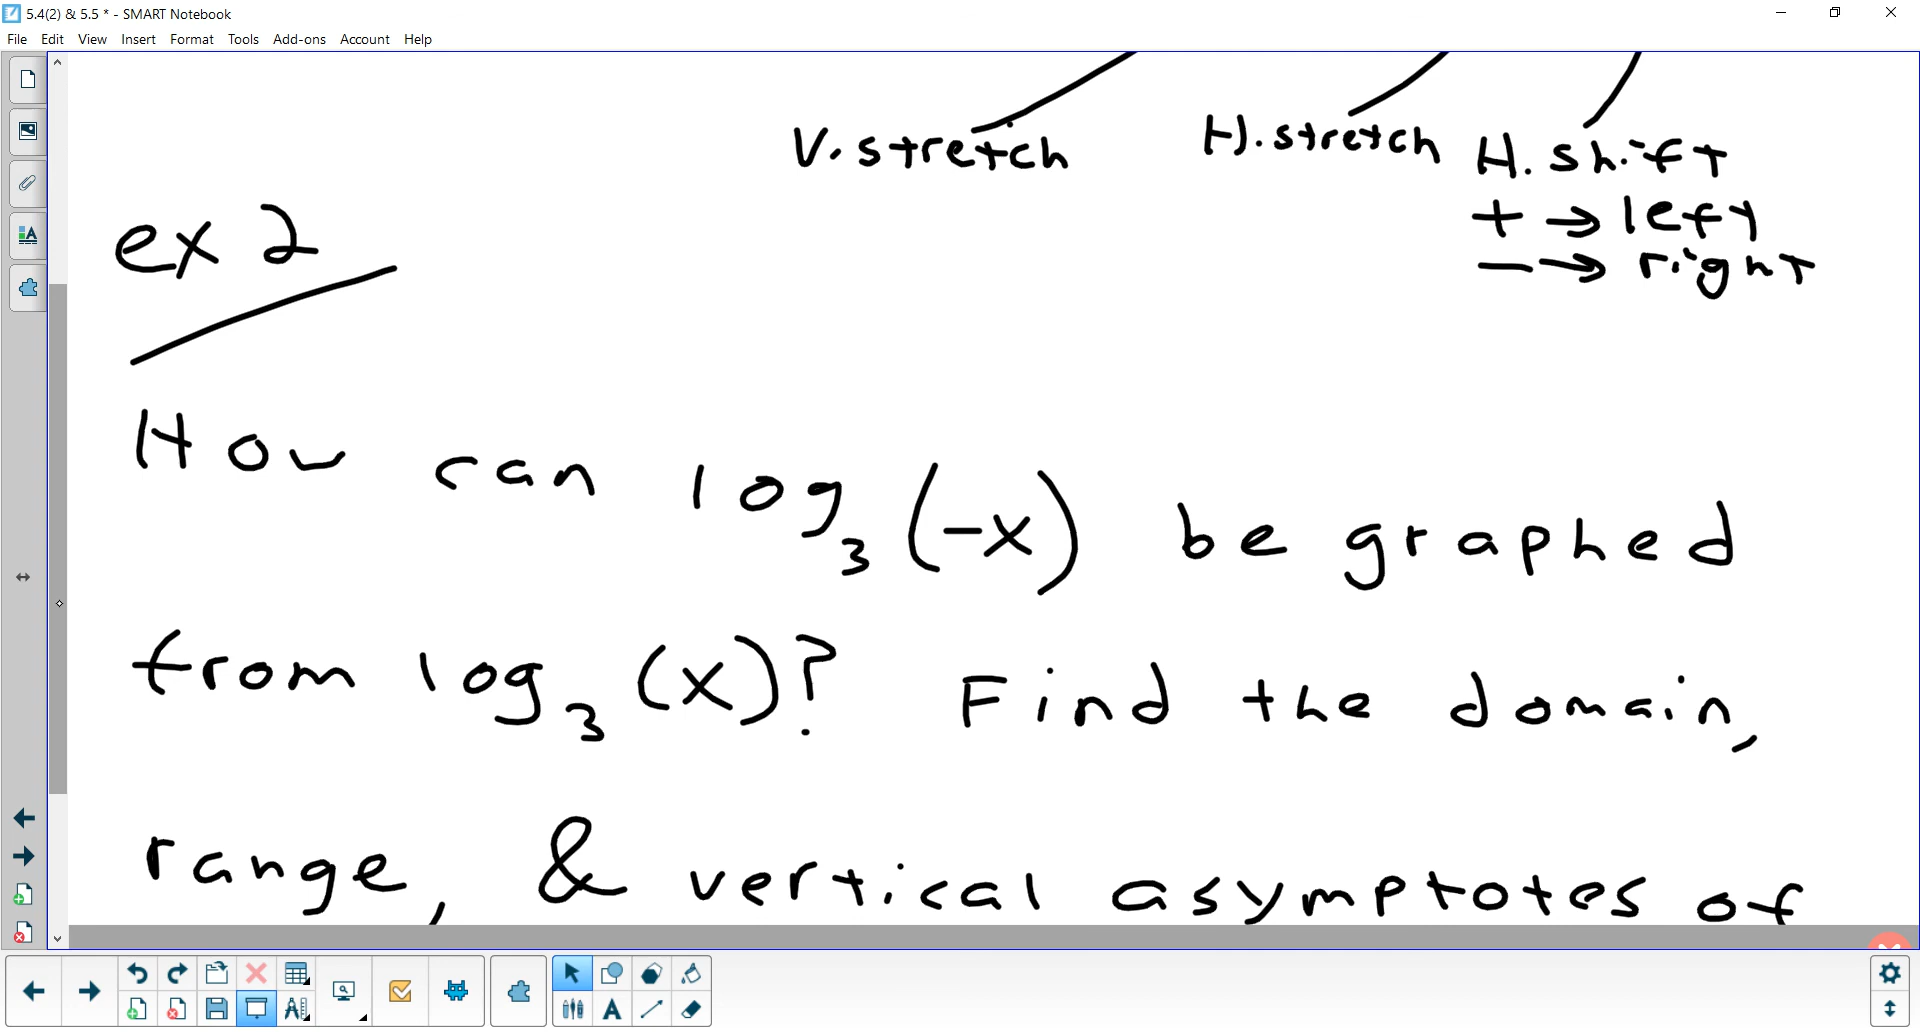 5.4(2) & 5.5 * - SMART Notebook
File Edit View Insert Format Tools Add-ons Account Help
V. stretch H. stretch H. shift
+ → left
− → right
ex 2
How can log₃(-x) be graphed
from log₃(x)? Find the domain,
range, & vertical asymptotes of